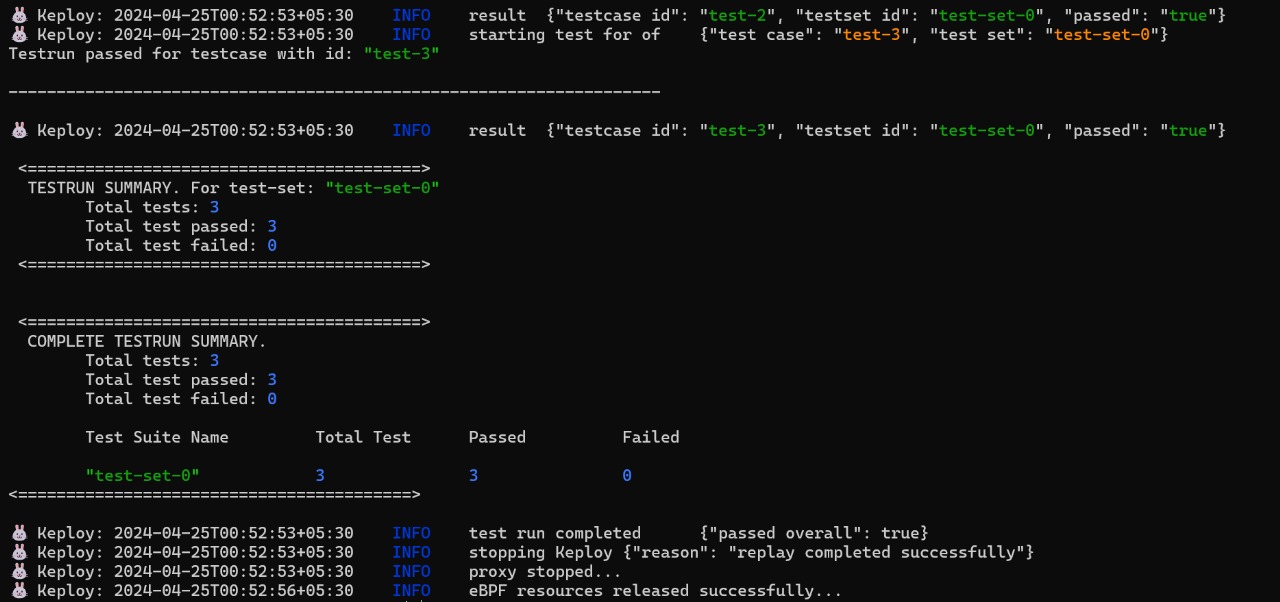 🐰 Keploy: 2024-04-25T00:52:53+05:30 INFO result {"testcase id": "test-2", "testset id": "test-set-0", "passed": "true"}
🐰 Keploy: 2024-04-25T00:52:53+05:30 INFO starting test for of {"test case": "test-3", "test set": "test-set-0"}
Testrun passed for testcase with id: "test-3"
--------------------------------------------------------------------
🐰 Keploy: 2024-04-25T00:52:53+05:30 INFO result {"testcase id": "test-3", "testset id": "test-set-0", "passed": "true"}
<=========================================>
TESTRUN SUMMARY. For test-set: "test-set-0"
Total tests: 3
Total test passed: 3
Total test failed: 0
<=========================================>
<=========================================>
COMPLETE TESTRUN SUMMARY.
Total tests: 3
Total test passed: 3
Total test failed: 0
Test Suite Name Total Test Passed Failed
"test-set-0" 3 3 0
<=========================================>
🐰 Keploy: 2024-04-25T00:52:53+05:30 INFO test run completed {"passed overall": true}
🐰 Keploy: 2024-04-25T00:52:53+05:30 INFO stopping Keploy {"reason": "replay completed successfully"}
🐰 Keploy: 2024-04-25T00:52:53+05:30 INFO proxy stopped...
🐰 Keploy: 2024-04-25T00:52:56+05:30 INFO eBPF resources released successfully...